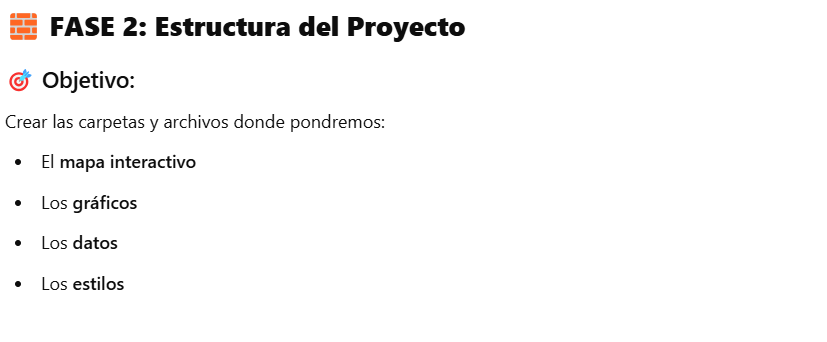 🧱 FASE 2: Estructura del Proyecto
🎯 Objetivo:
Crear las carpetas y archivos donde pondremos:
• El mapa interactivo
• Los gráficos
• Los datos
• Los estilos